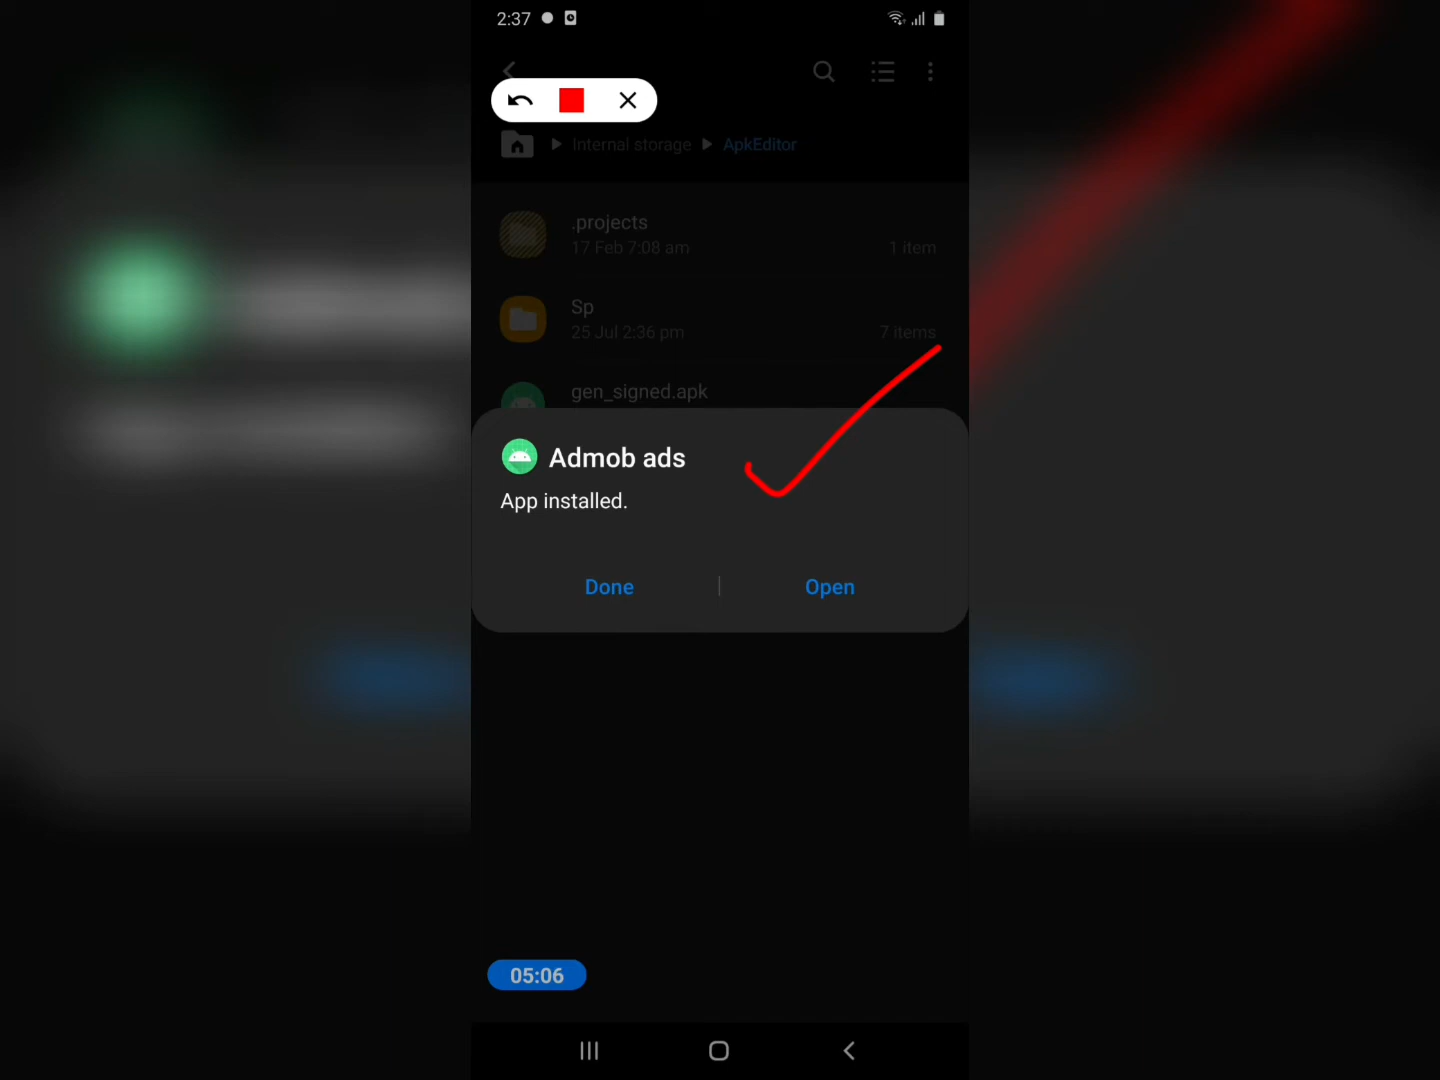 2:37
Internal storage ApkEditor
.projects
17 Feb 7:08 am 1 item
Sp
25 Jul 2:36 pm 7 items
gen_signed.apk
Admob ads
App installed.
Done | Open
05:06